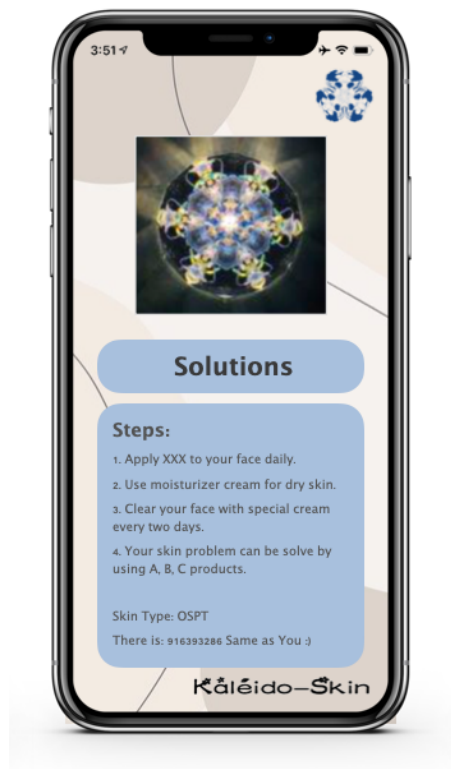 3:51
Solutions
Steps:
1. Apply XXX to your face daily.
2. Use moisturizer cream for dry skin.
3. Clear your face with special cream
every two days.
4. Your skin problem can be solve by
using A, B, C products.
Skin Type: OSPT
There is: 916393286 Same as You :)
Kaleido-Skin